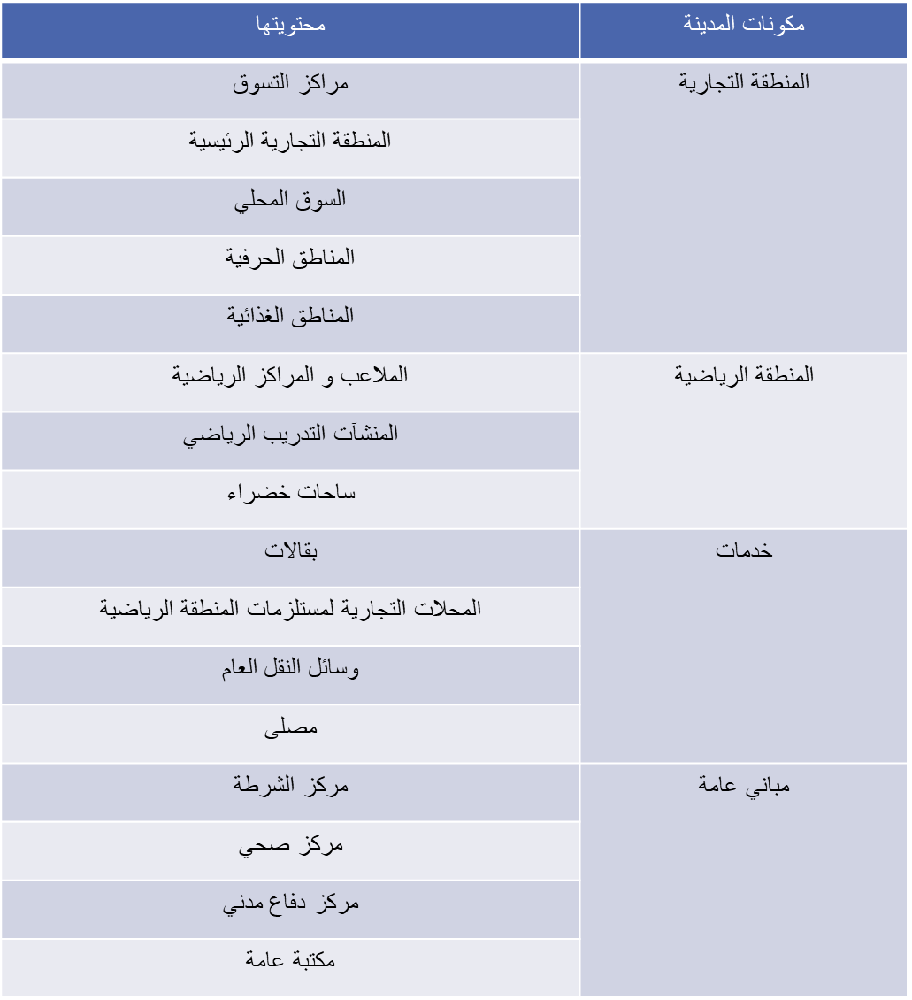 مكونات المدينة
محتويتها
المنطقة التجارية
مراكز التسوق
المنطقة التجارية الرئيسية
السوق المحلي
المناطق الحرفية
المناطق الغذائية
المنطقة الرياضية
الملاعب و المراكز الرياضية
المنشآت التدريب الرياضي
ساحات خضراء
خدمات
بقالات
المحلات التجارية لمستلزمات المنطقة الرياضية
وسائل النقل العام
مصلى
مباني عامة
مركز الشرطة
مركز صحي
مركز دفاع مدني
مكتبة عامة